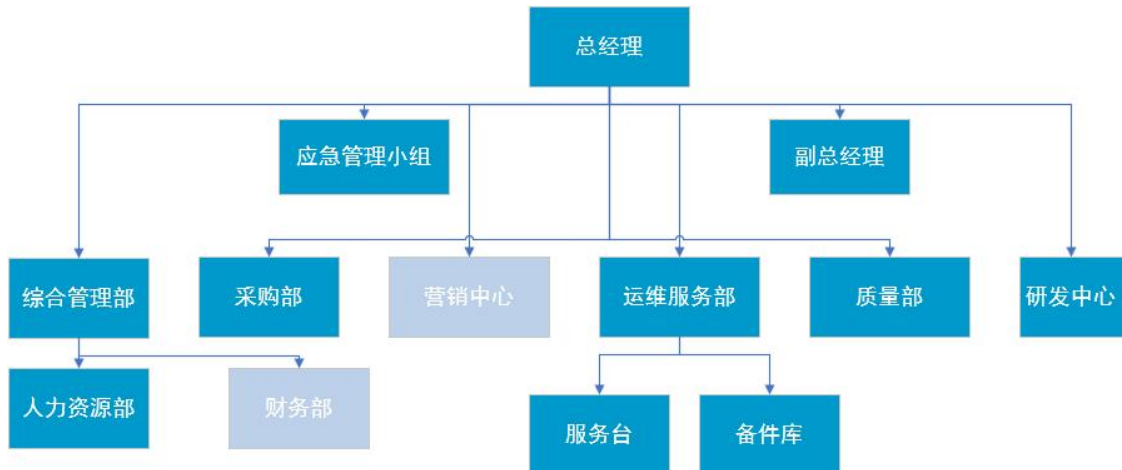 总经理
应急管理小组
副总经理
综合管理部
采购部
营销中心
运维服务部
质量部
研发中心
人力资源部
财务部
服务台
备件库